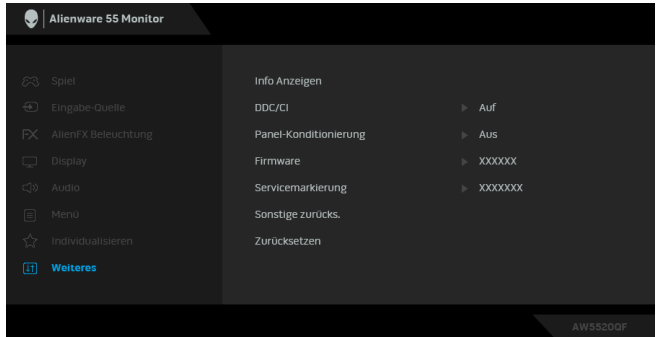 Alienware 55 Monitor
Spiel
Info Anzeigen
Eingabe-Quelle
DDC/CI
Auf
FX AlienFX Beleuchtung
Panel-Konditionierung
Aus
Display
Firmware
XXXXXX
Audio
Servicemarkierung
XXXXXXX
Menü
Sonstige zurücks.
Individualisieren
Zurücksetzen
Weiteres
AW5520QF